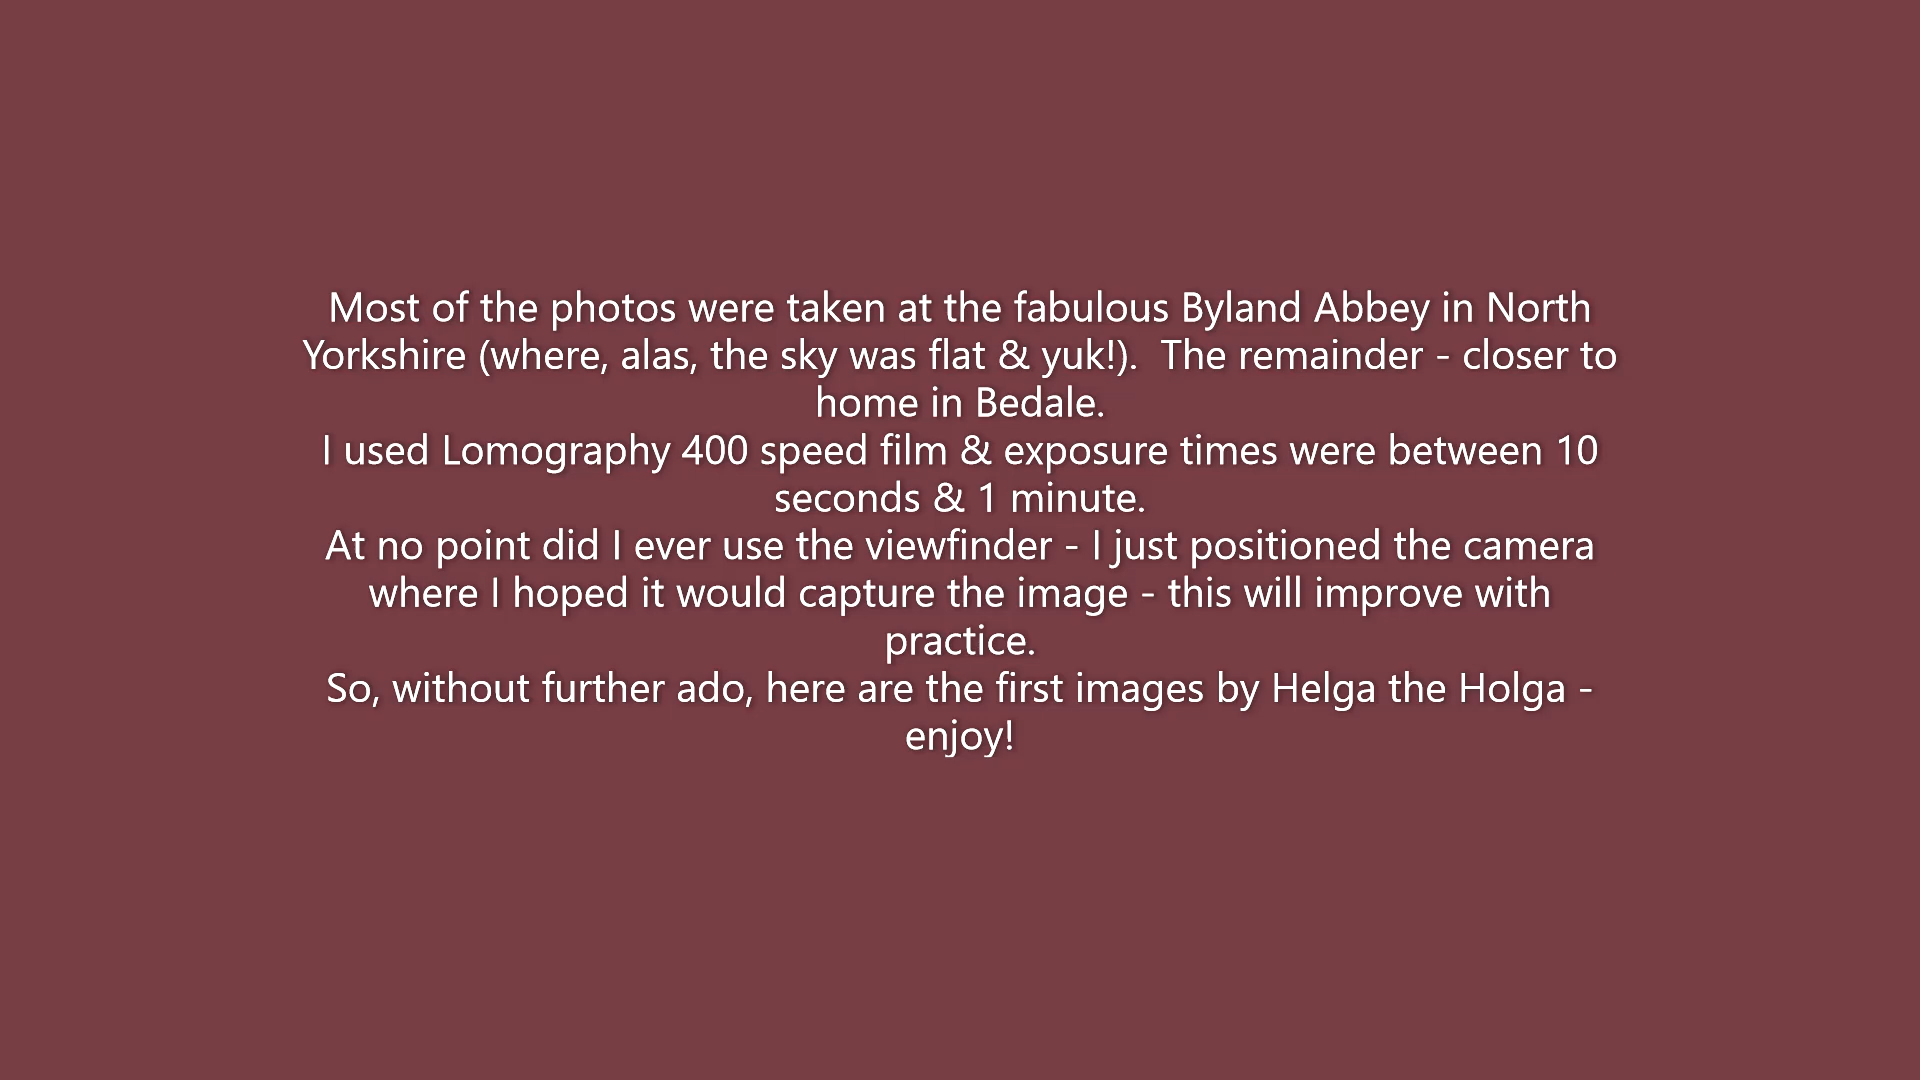 Most of the photos were taken at the fabulous Byland Abbey in North
Yorkshire (where, alas, the sky was flat & yuk!).  The remainder - closer to
home in Bedale.
I used Lomography 400 speed film & exposure times were between 10
seconds & 1 minute.
At no point did I ever use the viewfinder - I just positioned the camera
where I hoped it would capture the image - this will improve with
practice.
So, without further ado, here are the first images by Helga the Holga -
enjoy!